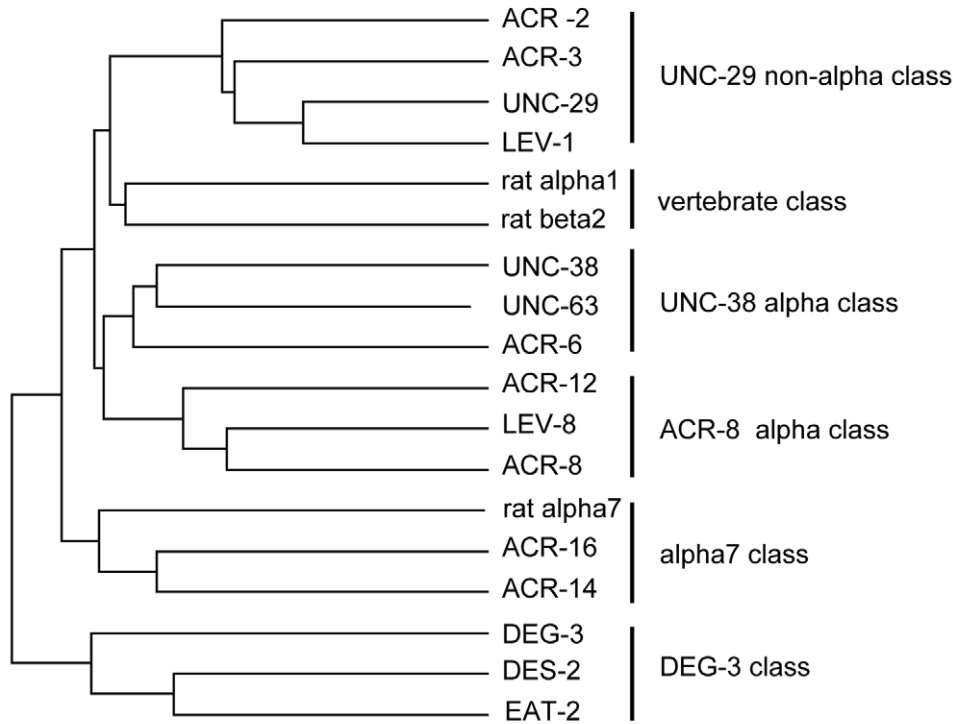 ACR -2
ACR-3
UNC-29
LEV-1
UNC-29 non-alpha class
rat alpha1
rat beta2
vertebrate class
UNC-38
UNC-63
ACR-6
UNC-38 alpha class
ACR-12
LEV-8
ACR-8
ACR-8 alpha class
rat alpha7
ACR-16
ACR-14
alpha7 class
DEG-3
DES-2
EAT-2
DEG-3 class